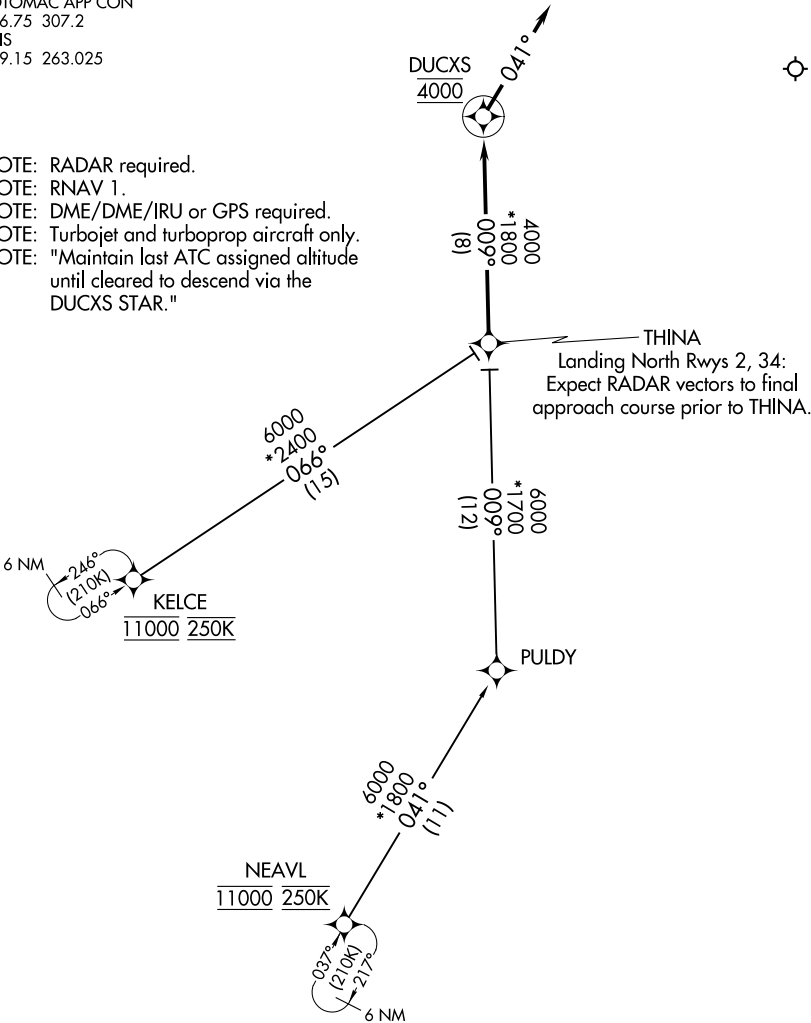 OTOMAC APP CON
6.75 307.2
IS
9.15 263.025
DUCXS
4000
041°
OTE: RADAR required.
OTE: RNAV 1.
OTE: DME/DME/IRU or GPS required.
OTE: Turbojet and turboprop aircraft only.
OTE: "Maintain last ATC assigned altitude
until cleared to descend via the
DUCXS STAR."
4000
*1800
009°
(8)
THINA
Landing North Rwys 2, 34:
Expect RADAR vectors to final
approach course prior to THINA.
6000
*2400
066°
(15)
6000
*1700
009°
(12)
6 NM
246°
(210K)
066°
KELCE
11000 250K
PULDY
6000
*1800
041°
(11)
NEAVL
11000 250K
037°
(210K)
217°
6 NM